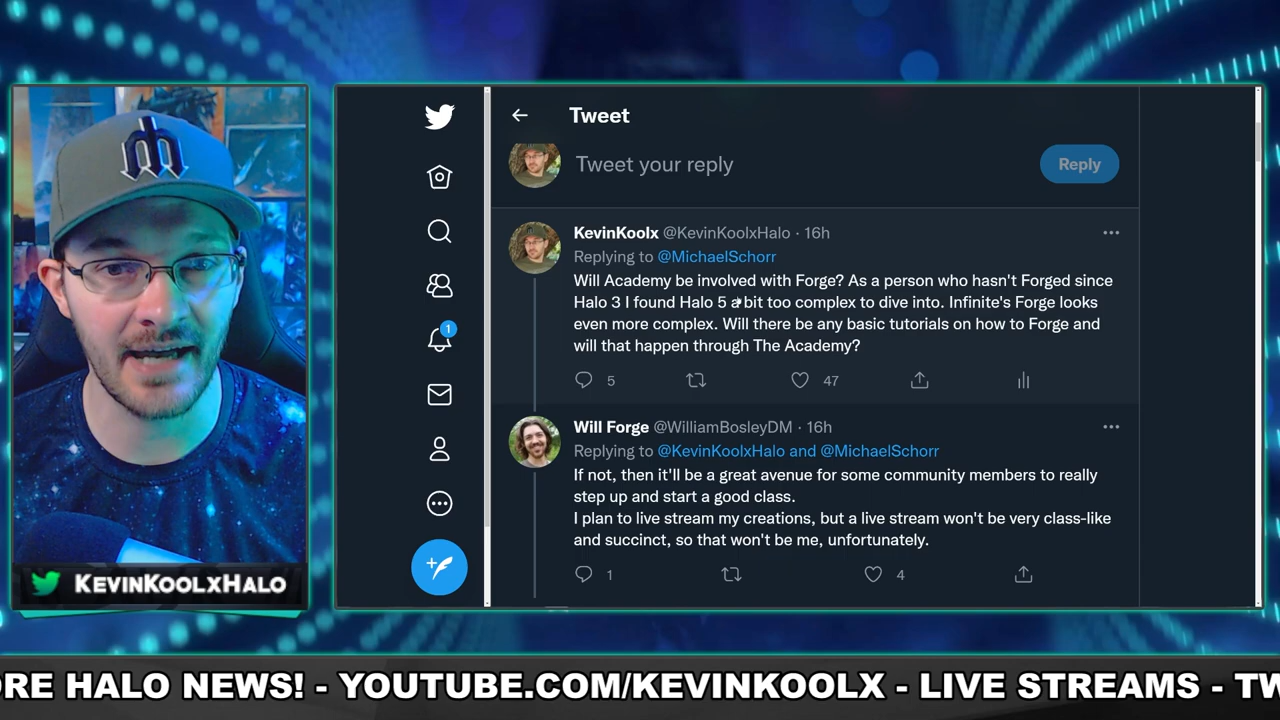 Tweet
Tweet your reply
Reply
KevinKoolx @KevinKoolxHalo · 16h
Replying to @MichaelSchorr
Will Academy be involved with Forge? As a person who hasn't Forged since
Halo 3 I found Halo 5 a bit too complex to dive into. Infinite's Forge looks
even more complex. Will there be any basic tutorials on how to Forge and
will that happen through The Academy?
5
47
1
Will Forge @WilliamBosleyDM · 16h
Replying to @KevinKoolxHalo and @MichaelSchorr
If not, then it'll be a great avenue for some community members to really
step up and start a good class.
I plan to live stream my creations, but a live stream won't be very class-like
and succinct, so that won't be me, unfortunately.
1
4
KevinKoolxHalo
ORE HALO NEWS! - YOUTUBE.COM/KEVINKOOLX - LIVE STREAMS - TW